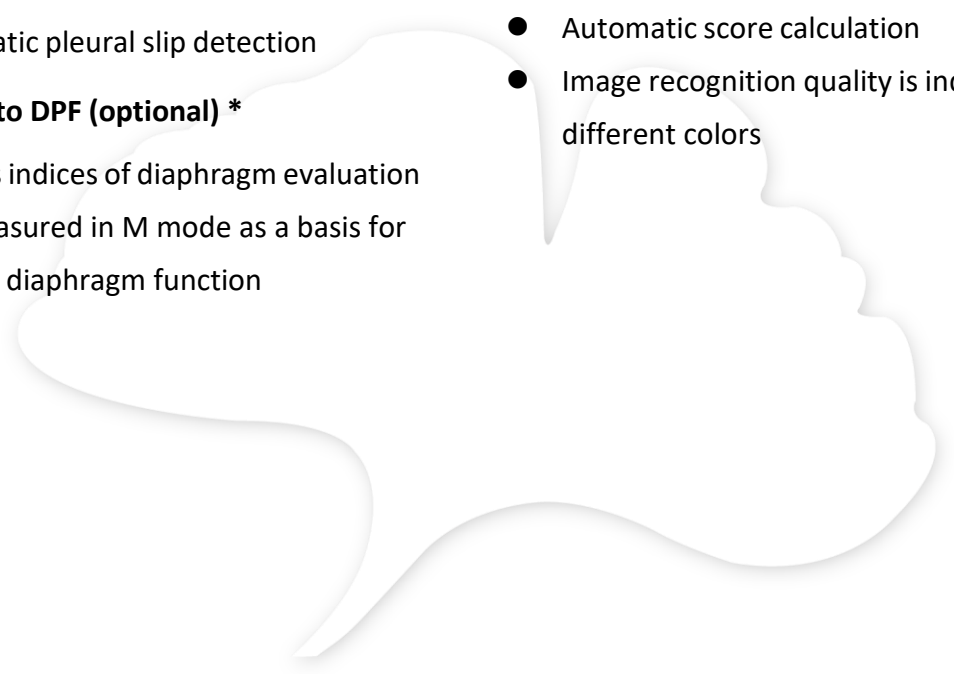 atic pleural slip detection
to DPF (optional) *
s indices of diaphragm evaluation
asured in M mode as a basis for
diaphragm function
● Automatic score calculation
● Image recognition quality is inc
different colors